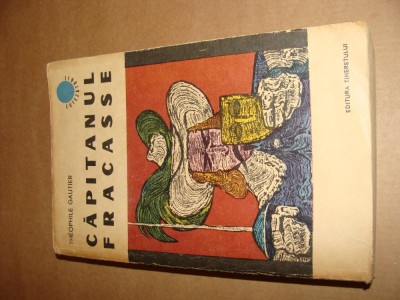 THÉOPHILE GAUTIER
CĂPITANUL
FRACASSE
EDITURA TINERETULUI